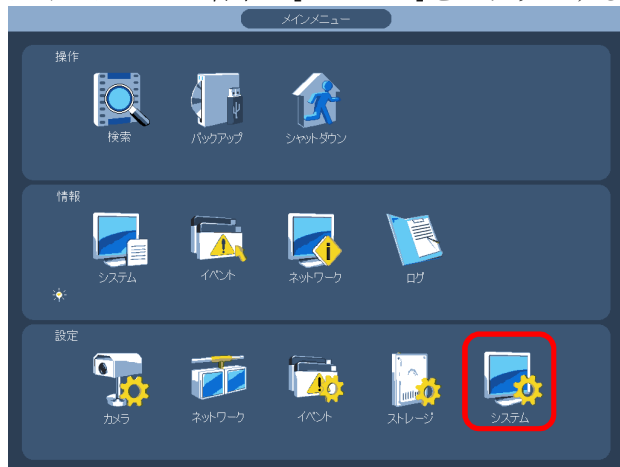 メインメニュー
操作
検索
バックアップ
シャットダウン
情報
システム
イベント
ネットワーク
ログ
設定
カメラ
ネットワーク
イベント
ストレージ
システム